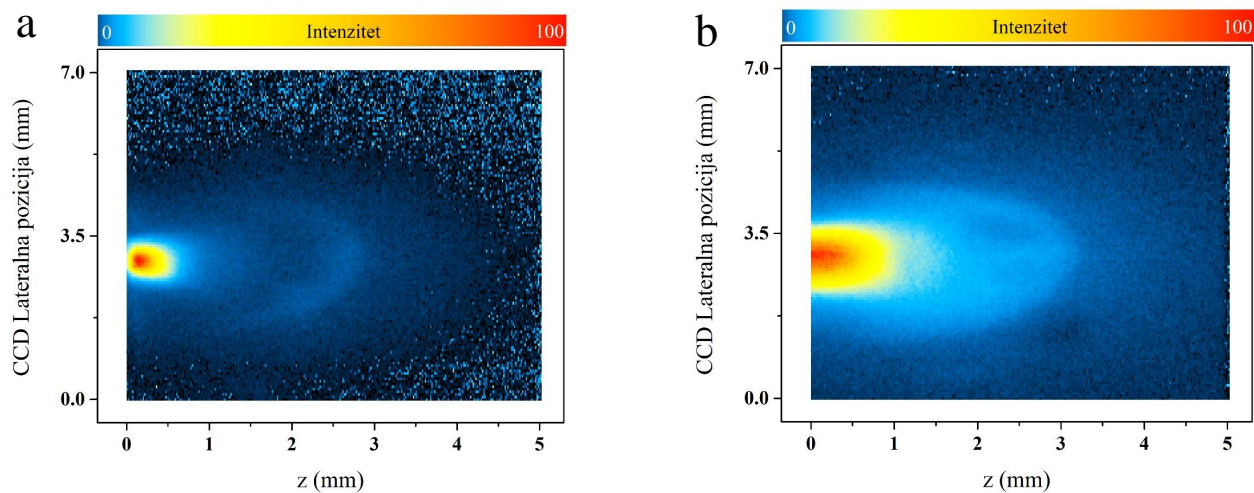 a
0 Intenzitet 100
CCD Lateralna pozicija (mm)
7.0
3.5
0.0
0 1 2 3 4 5
z (mm)
b
0 Intenzitet 100
CCD Lateralna pozicija (mm)
7.0
3.5
0.0
0 1 2 3 4 5
z (mm)